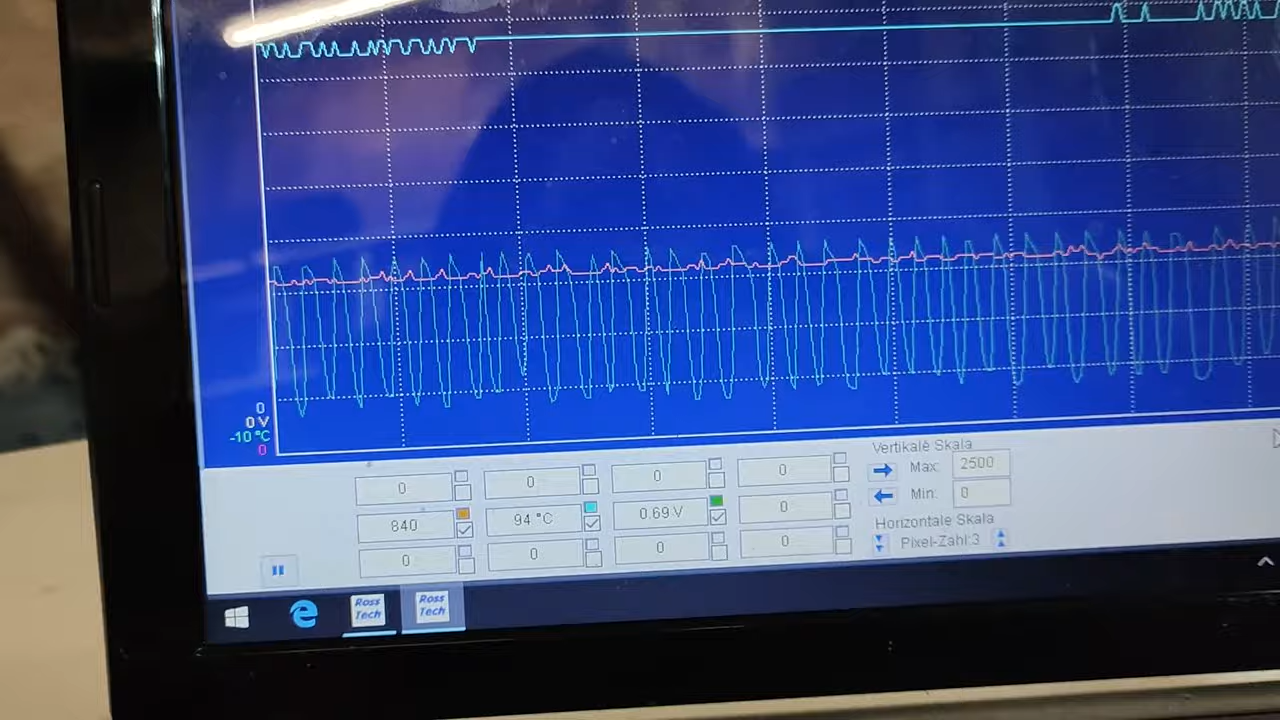 0
0 V
-10 °C
0
Vertikale Skala
0 0 0 0 Max: 2500
840 94 °C 0.69 V 0 Min: 0
Horizontale Skala
0 0 0 0 Pixel-Zahl:3
Ross Tech Ross Tech